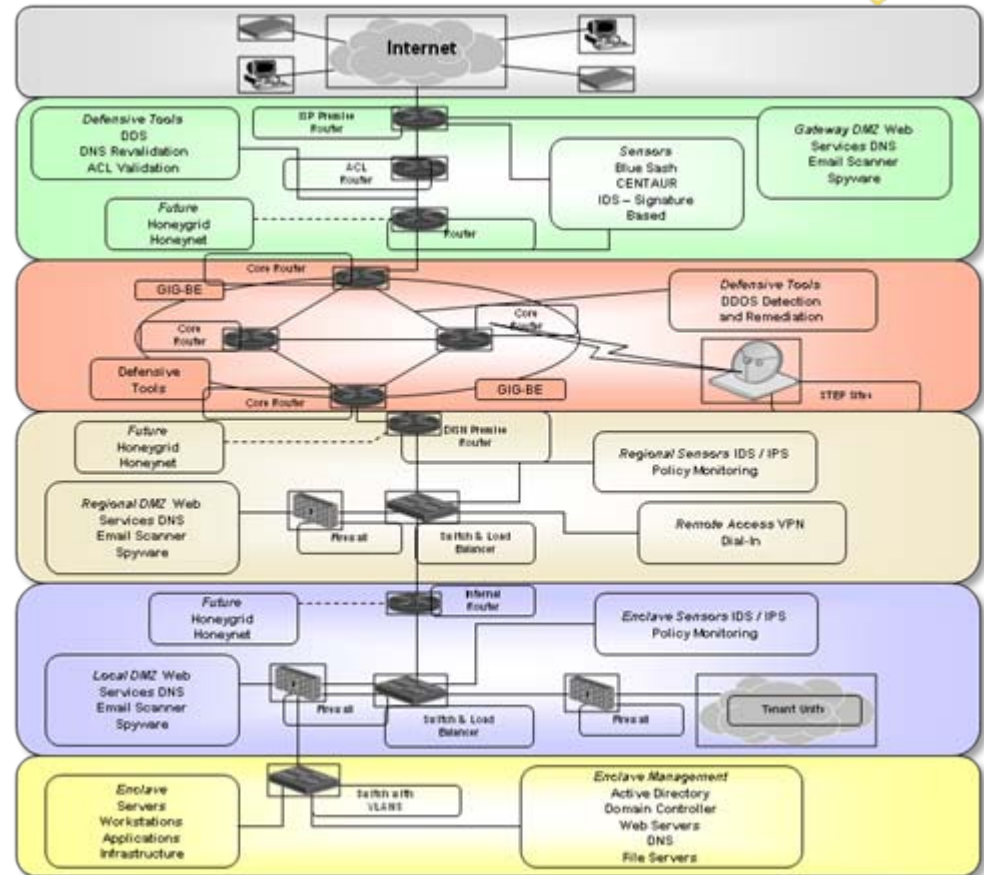 Internet
ISP Premise
Router
Defensive Tools
DDS
DNS Revalidation
ACL Validation
ACL
Router
Sensors
Blue Sash
CENTAUR
IDS – Signature
Based
Gateway DMZ Web
Services DNS
Email Scanner
Spyware
Future
Honeygrid
Honeynet
Router
Core Router
GIG-BE
Defensive Tools
DDOS Detection
and Remediation
Core
Router
Core
Router
Defensive
Tools
Core Router
GIG-BE
STEP Sites
Future
Honeygrid
Honeynet
DISN Premise
Router
Regional Sensors IDS / IPS
Policy Monitoring
Regional DMZ Web
Services DNS
Email Scanner
Spyware
Firewall
Switch & Load
Balancer
Remote Access VPN
Dial-In
Future
Honeygrid
Honeynet
Internal
Router
Enclave Sensors IDS / IPS
Policy Monitoring
Local DMZ Web
Services DNS
Email Scanner
Spyware
Firewall
Switch & Load
Balancer
Firewall
Tenant Units
Enclave
Servers
Workstations
Applications
Infrastructure
Switch with
VLANS
Enclave Management
Active Directory
Domain Controller
Web Servers
DNS
File Servers